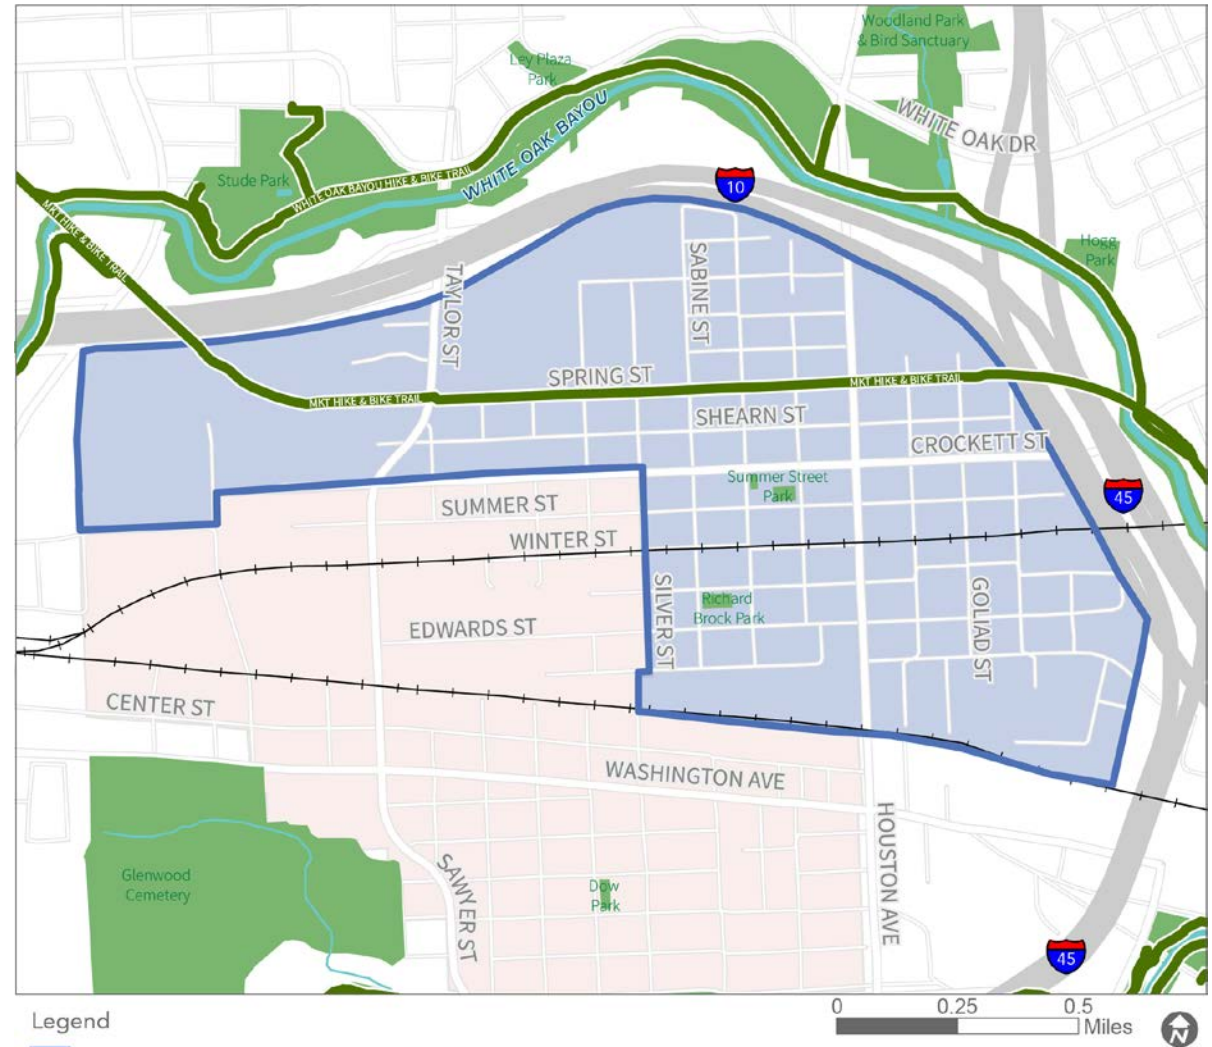 Woodland Park
& Bird Sanctuary
Ley Plaza
Park
WHITE OAK DR
WHITE OAK BAYOU
Stude Park
WHITE OAK BAYOU HIKE & BIKE TRAIL
10
MKT HIKE & BIKE TRAIL
Hogg
Park
SABINE ST
TAYLOR ST
SPRING ST
MKT HIKE & BIKE TRAIL
MKT HIKE & BIKE TRAIL
SHEARN ST
CROCKETT ST
Summer Street
Park
45
SUMMER ST
WINTER ST
SILVER ST
GOLIAD ST
Richard
Brock Park
EDWARDS ST
CENTER ST
WASHINGTON AVE
HOUSTON AVE
SAWYER ST
Glenwood
Cemetery
Dow
Park
45
Legend
0 0.25 0.5
Miles
N